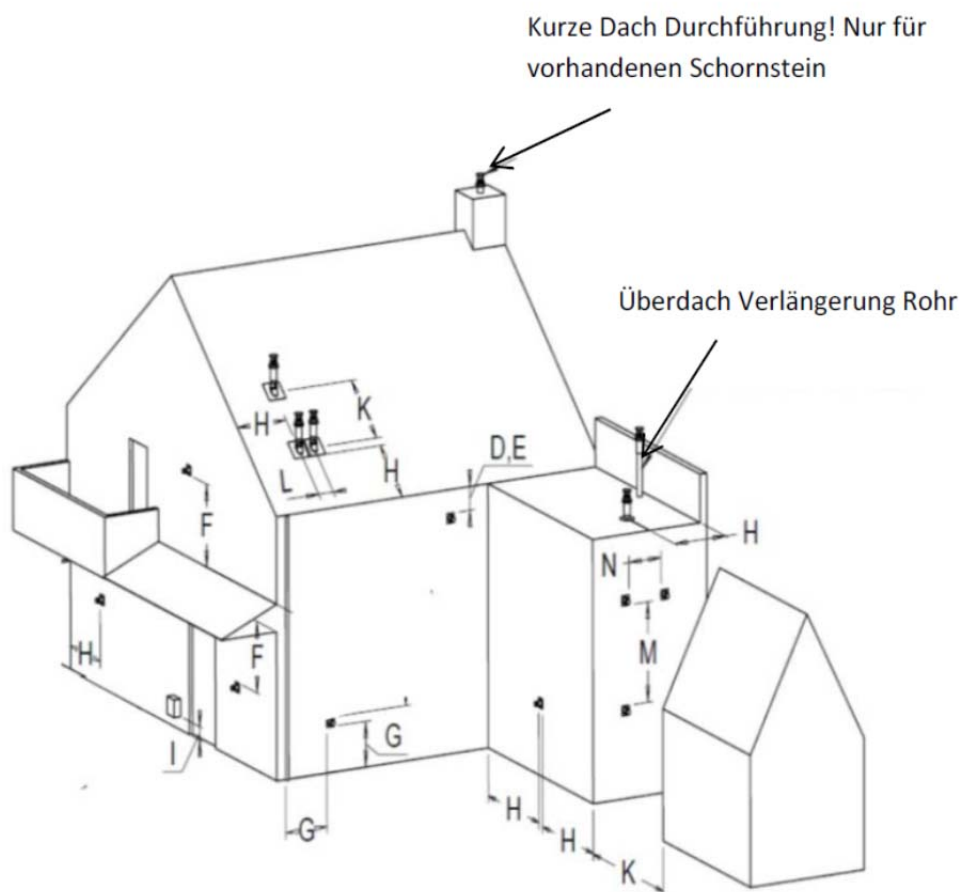 Kurze Dach Durchführung! Nur für
vorhandenen Schornstein
Überdach Verlängerung Rohr
K
H
D,E
L
H
F
H
N
F
M
H
G
I
G
H
H
K